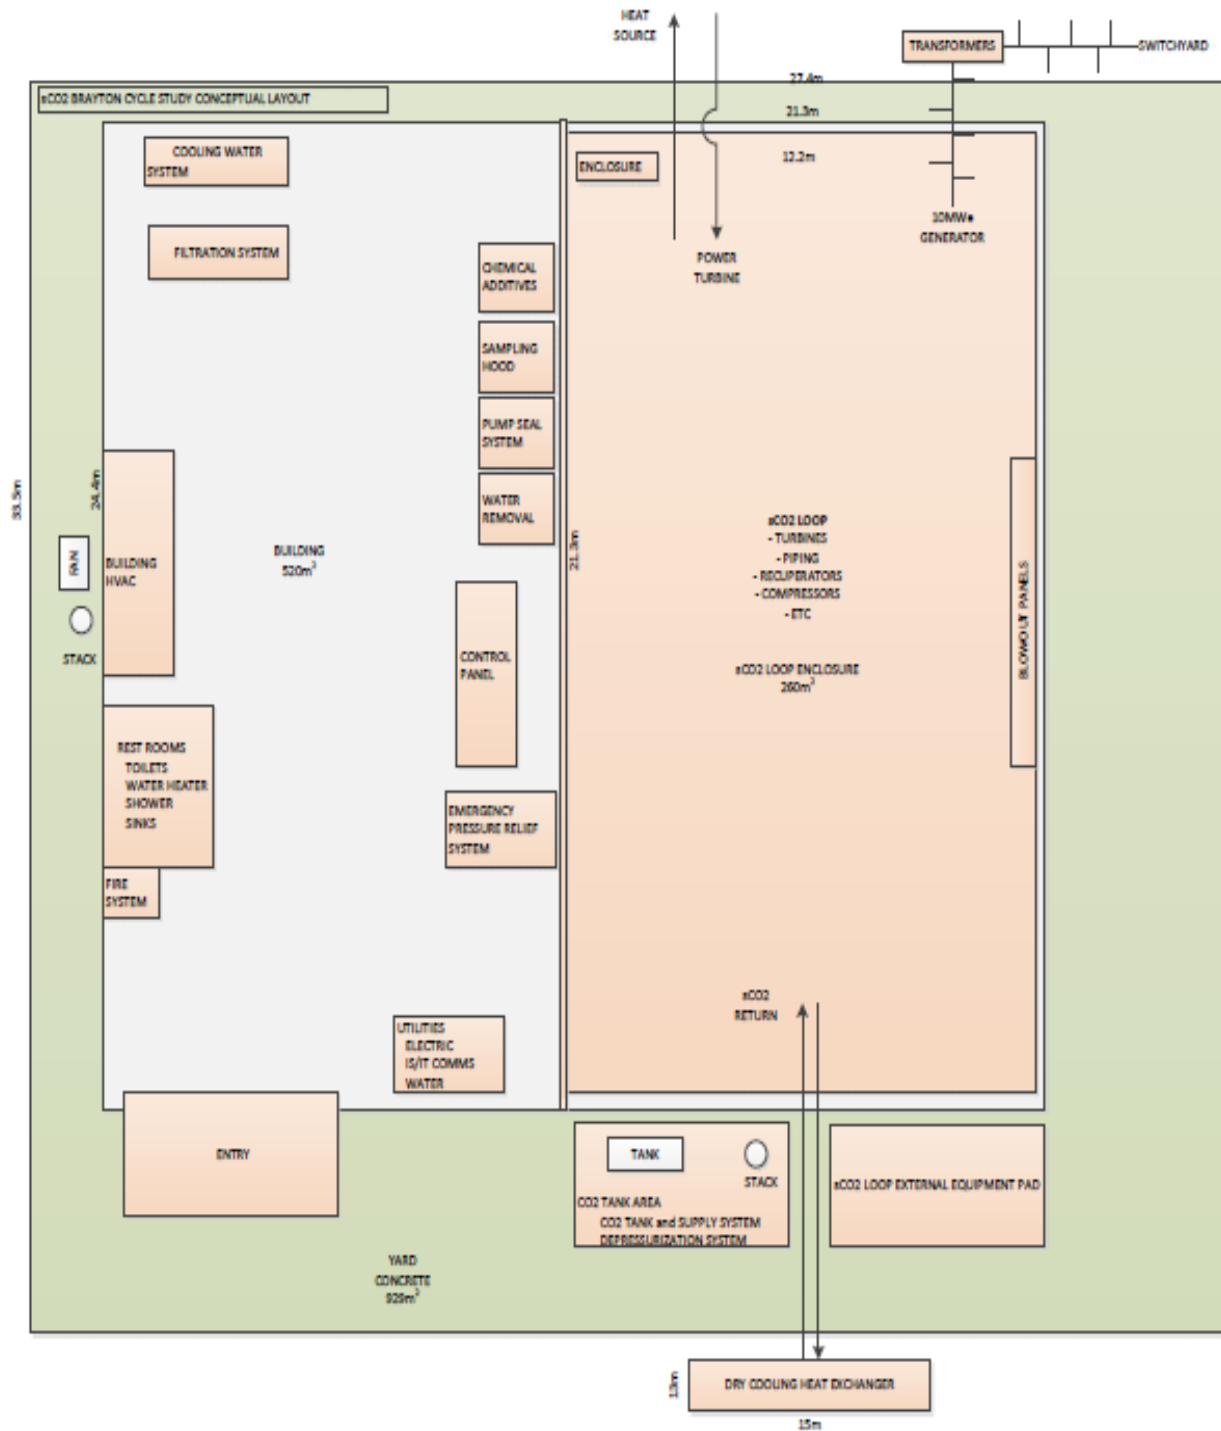 HEAT
SOURCE
TRANSFORMERS
SWITCHYARD
27.4m
sCO2 BRAYTON CYCLE STUDY CONCEPTUAL LAYOUT
21.3m
COOLING WATER
SYSTEM
ENCLOSURE
12.2m
10MWe
GENERATOR
FILTRATION SYSTEM
POWER
TURBINE
CHEMICAL
ADDITIVES
SAMPLING
HOOD
PUMP SEAL
SYSTEM
WATER
REMOVAL
33.5m
24.4m
21.3m
FAN
BUILDING
HVAC
BUILDING
520m²
sCO2 LOOP
- TURBINES
- PIPING
- RECUPERATORS
- COMPRESSORS
- ETC
BLOWOUT PANELS
STACK
CONTROL
PANEL
sCO2 LOOP ENCLOSURE
260m²
REST ROOMS
TOILETS
WATER HEATER
SHOWER
SINKS
EMERGENCY
PRESSURE RELIEF
SYSTEM
FIRE
SYSTEM
sCO2
RETURN
UTILITIES
ELECTRIC
IS/IT COMMS
WATER
ENTRY
TANK
STACK
CO2 TANK AREA
CO2 TANK and SUPPLY SYSTEM
DEPRESSURIZATION SYSTEM
sCO2 LOOP EXTERNAL EQUIPMENT PAD
YARD
CONCRETE
929m²
13m
DRY COOLING HEAT EXCHANGER
15m